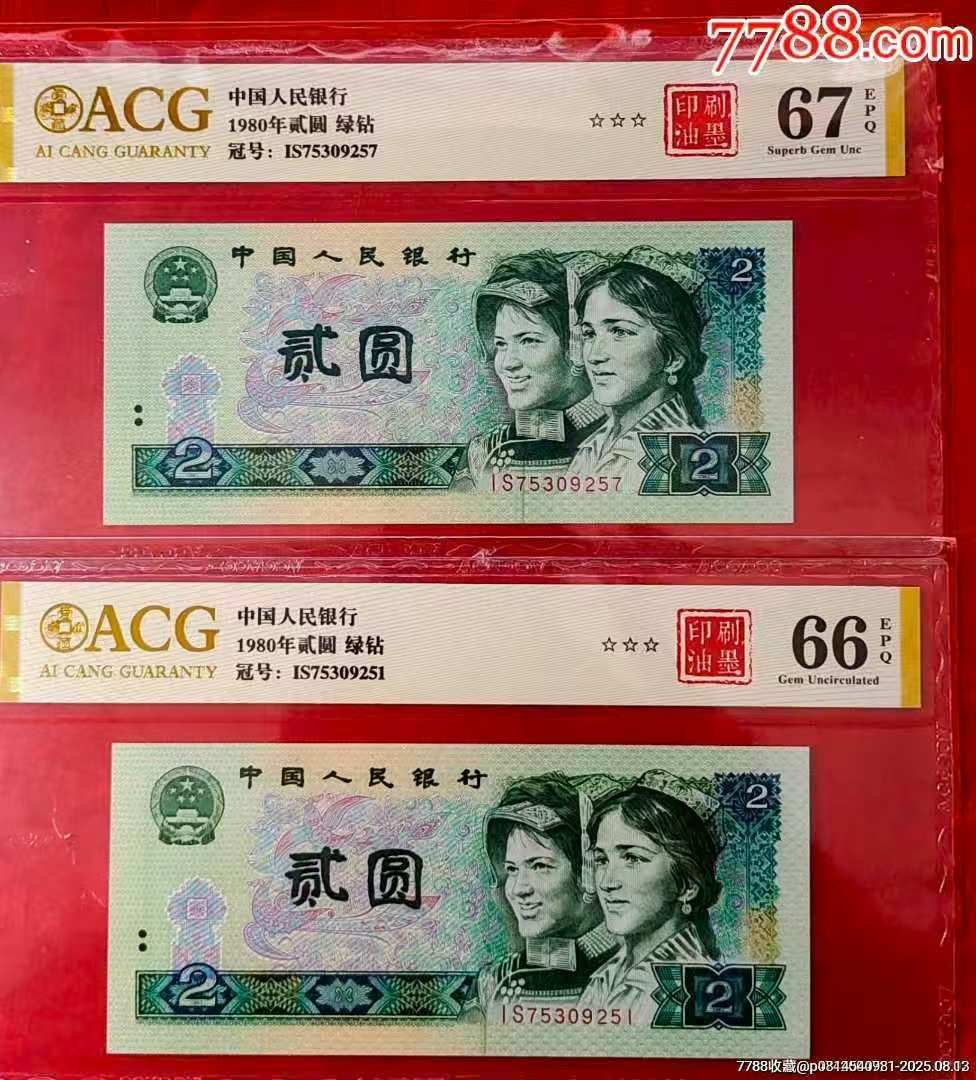 7788.com
ACG
AI CANG GUARANTY
中国人民银行
1980年贰圆 绿钻
冠号：IS75309257
☆☆☆
印刷
油墨
67
EPQ
Superb Gem Unc
中国人民银行
2
贰圆
2
2
IS75309257
ACG
AI CANG GUARANTY
中国人民银行
1980年贰圆 绿钻
冠号：IS75309251
☆☆☆
印刷
油墨
66
EPQ
Gem Uncirculated
中国人民银行
2
贰圆
2
2
IS75309251